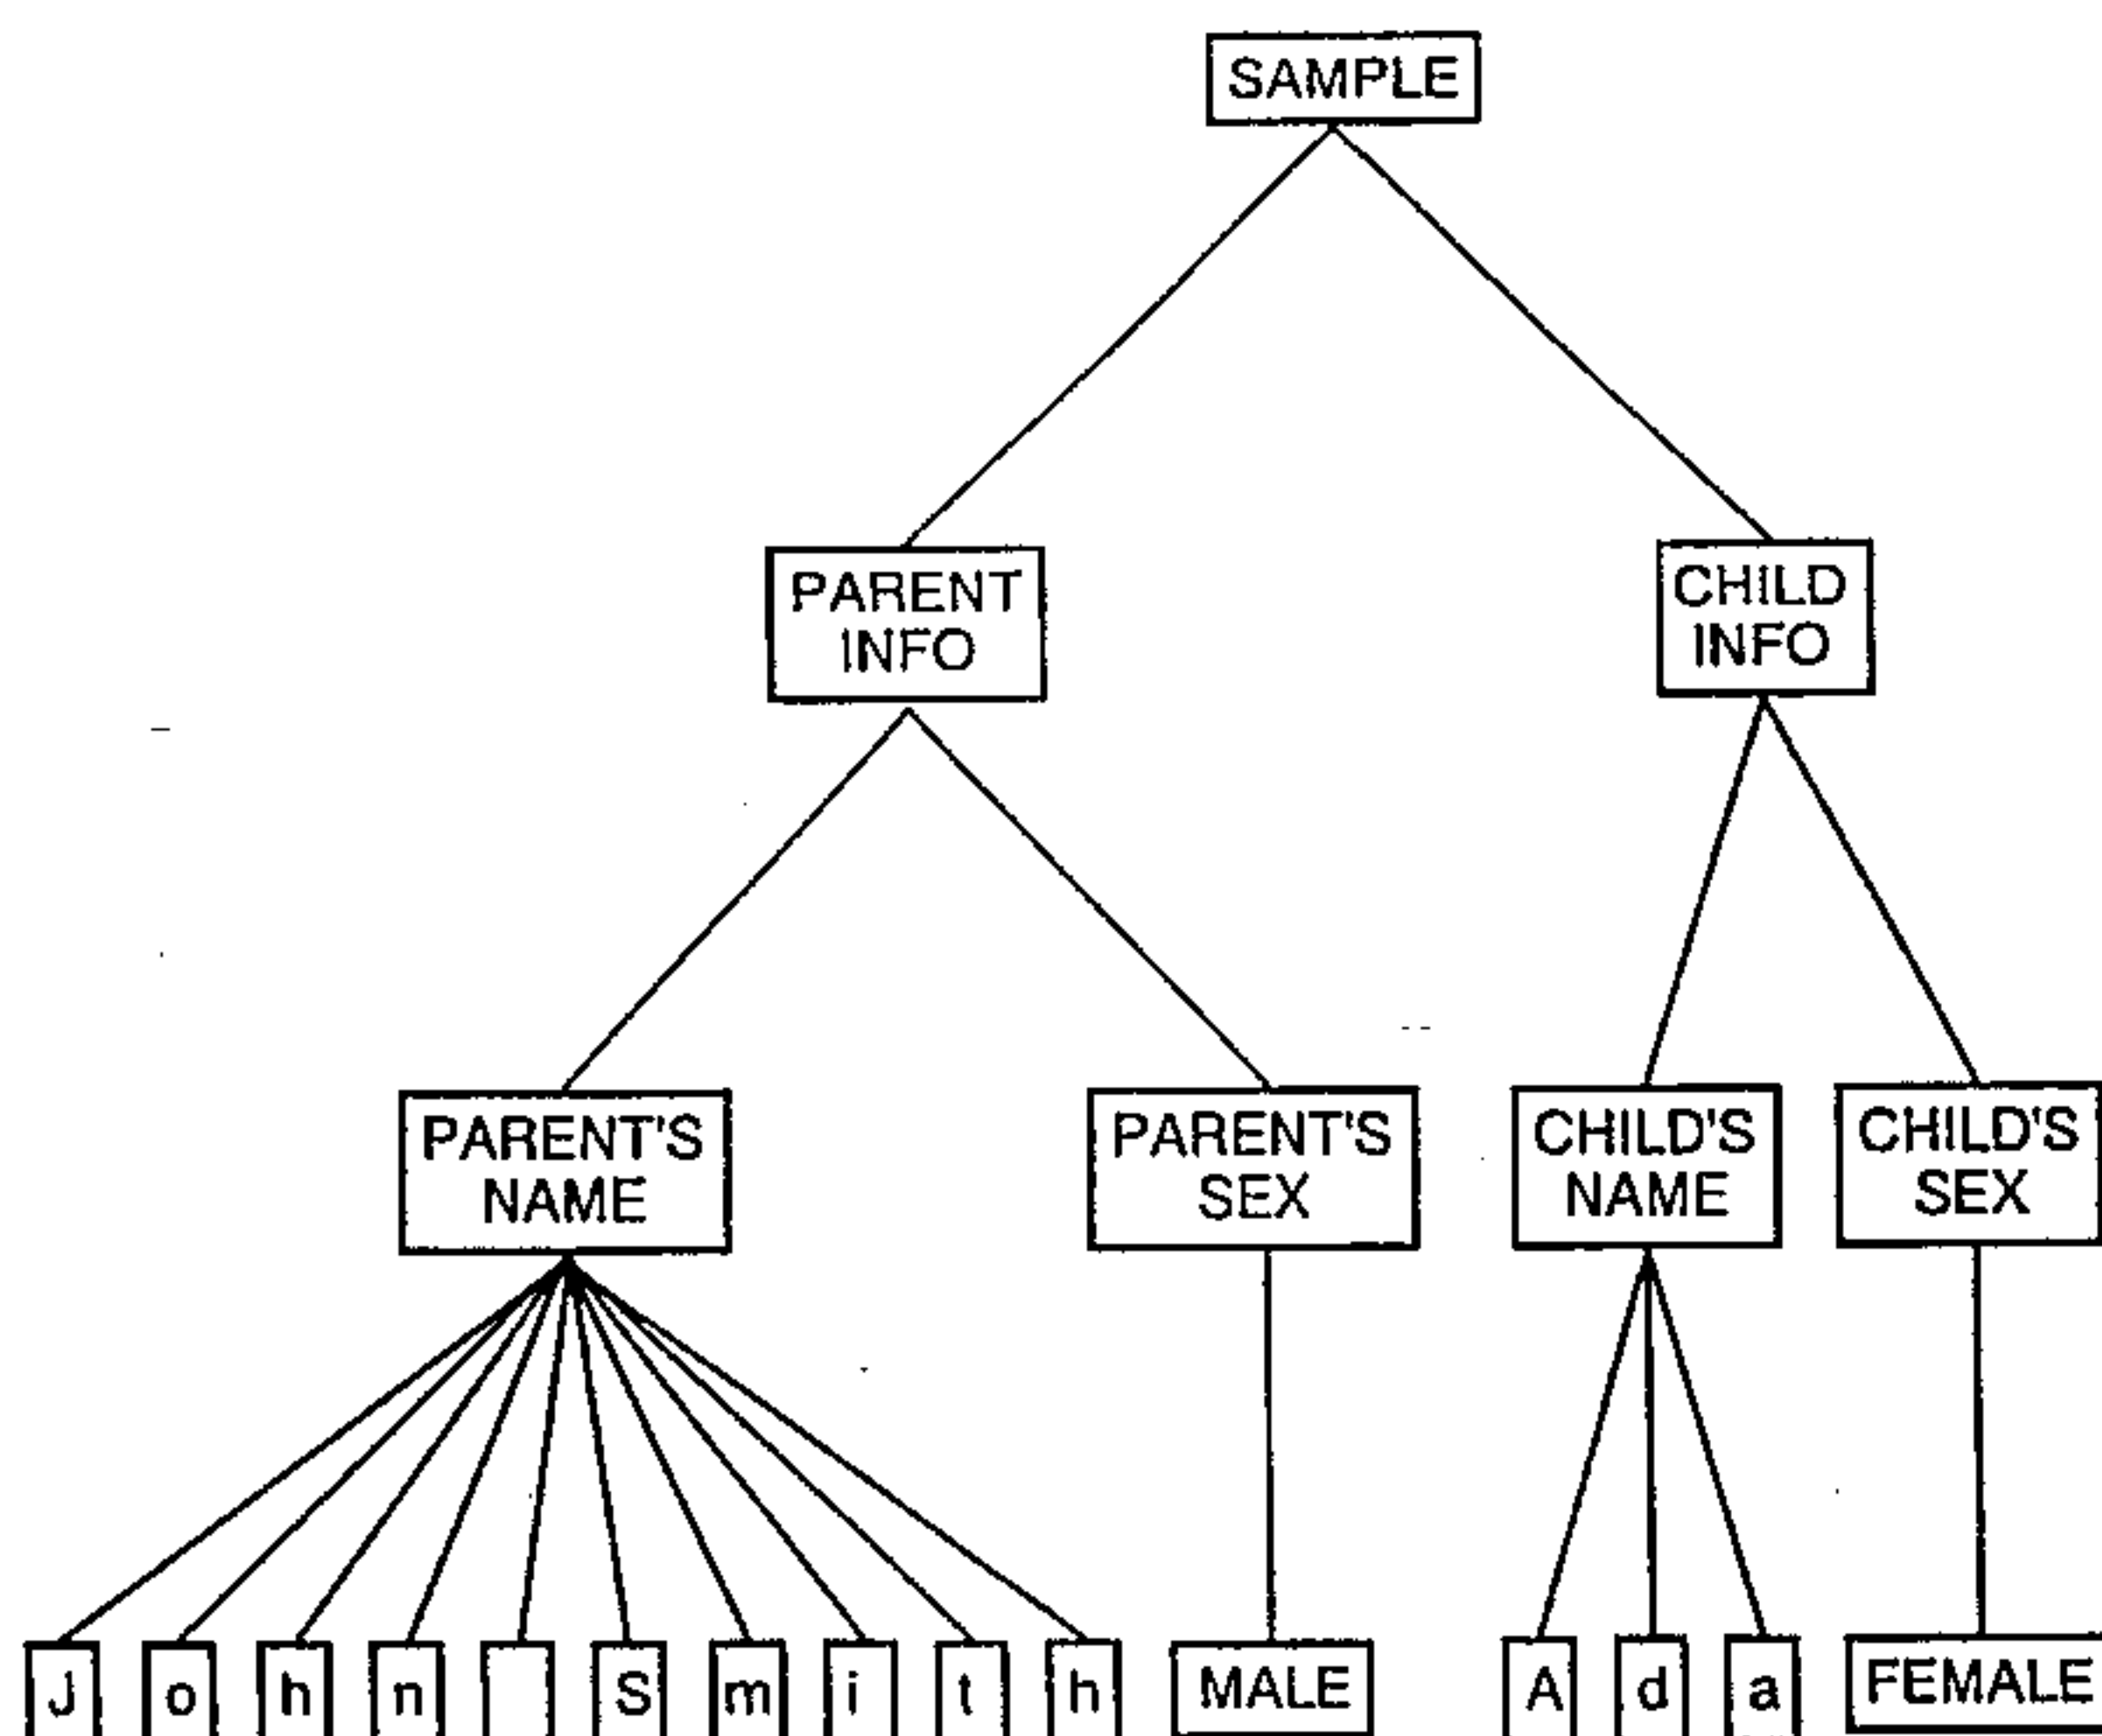 SAMPLE
PARENT
INFO
CHILD
INFO
PARENT'S
NAME
PARENT'S
SEX
CHILD'S
NAME
CHILD'S
SEX
J o h n S m i t h MALE A d a FEMALE